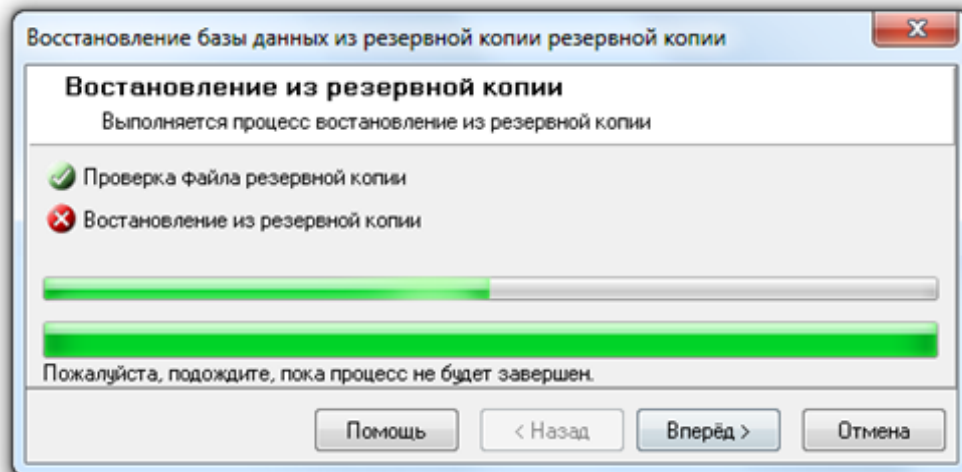 Восстановление базы данных из резервной копии резервной копии
Востановление из резервной копии
Выполняется процесс востановление из резервной копии
Проверка файла резервной копии
Востановление из резервной копии
Пожалуйста, подождите, пока процесс не будет завершен.
Помощь
< Назад
Вперёд >
Отмена